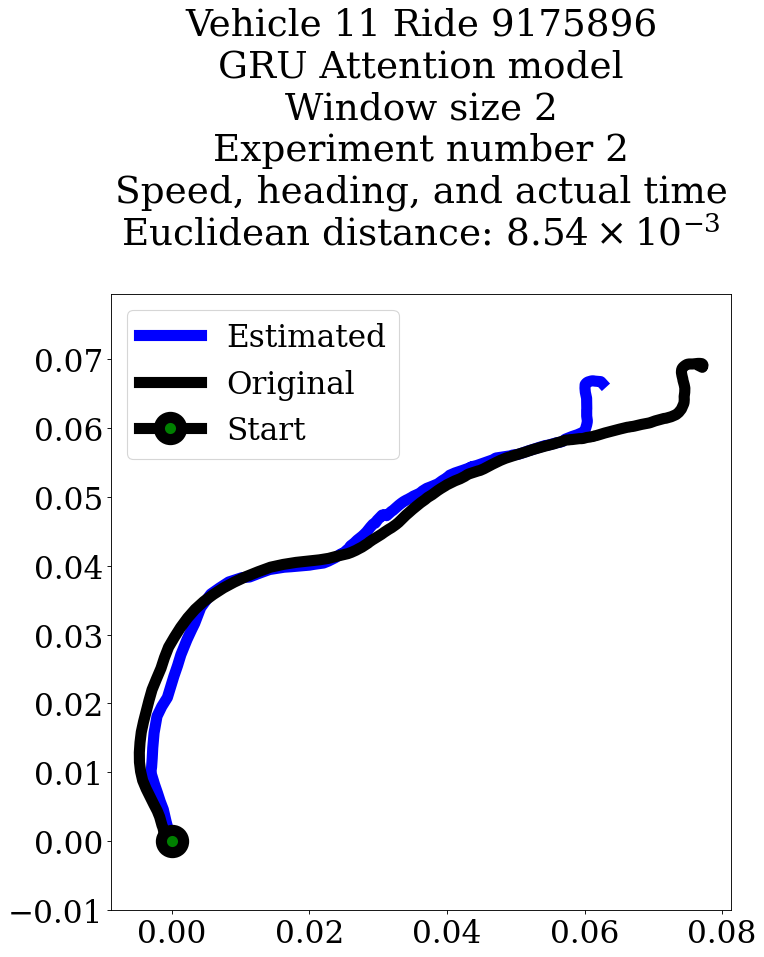 Vehicle 11 Ride 9175896
GRU Attention model
Window size 2
Experiment number 2
Speed, heading, and actual time
Euclidean distance: 8.54 × 10⁻³
Estimated
Original
Start
0.07
0.06
0.05
0.04
0.03
0.02
0.01
0.00
−0.01
0.00 0.02 0.04 0.06 0.08